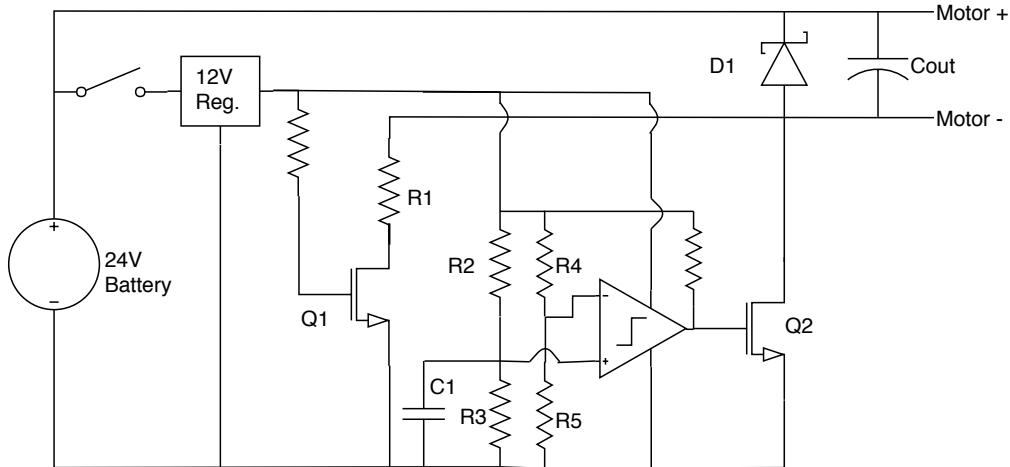 Motor +
12V
Reg.
D1
Cout
Motor -
R1
+
24V
Battery
–
R2
R4
–
+
Q1
Q2
C1
R3
R5